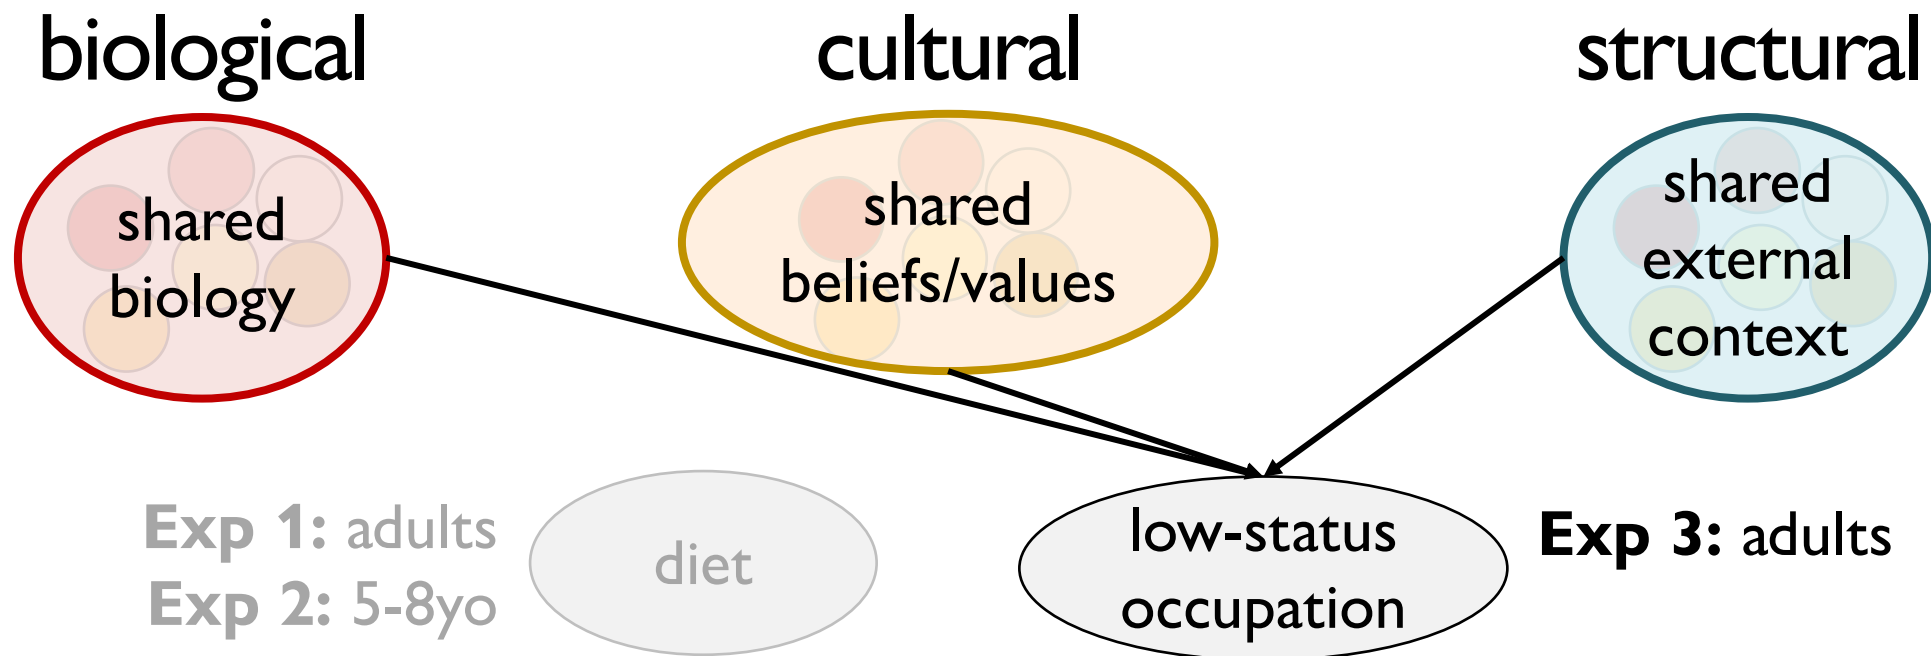 biological
cultural
structural
shared
biology
shared
beliefs/values
shared
external
context
Exp 1: adults
Exp 2: 5-8yo
diet
low-status
occupation
Exp 3: adults